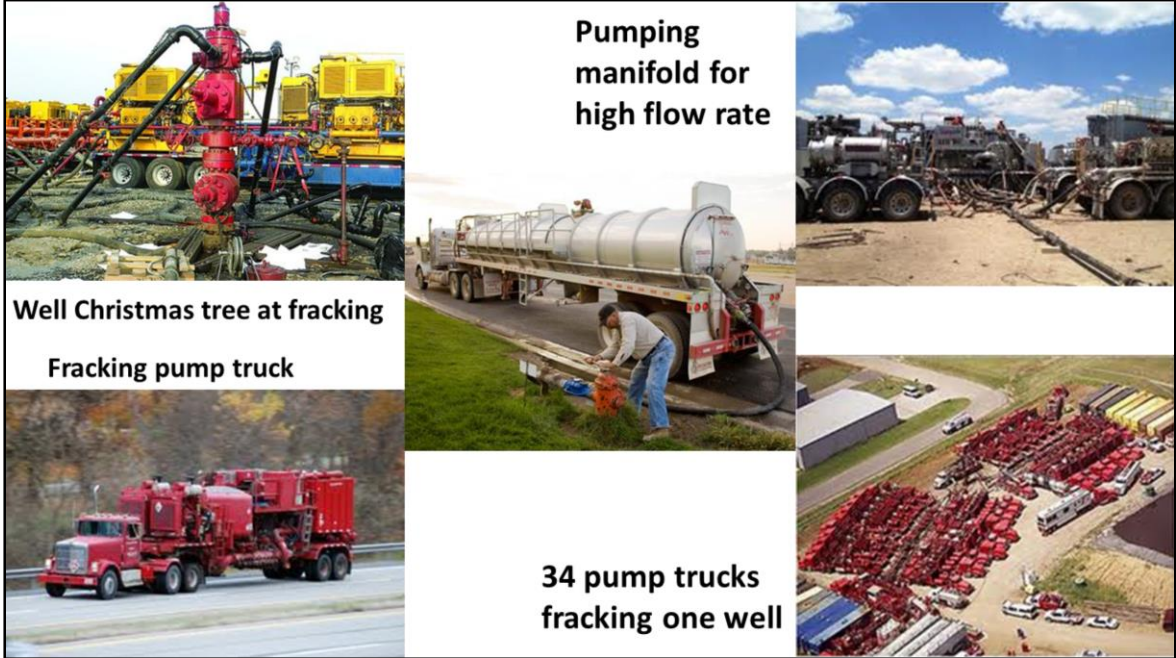 Pumping
manifold for
high flow rate
Well Christmas tree at fracking
Fracking pump truck
34 pump trucks
fracking one well